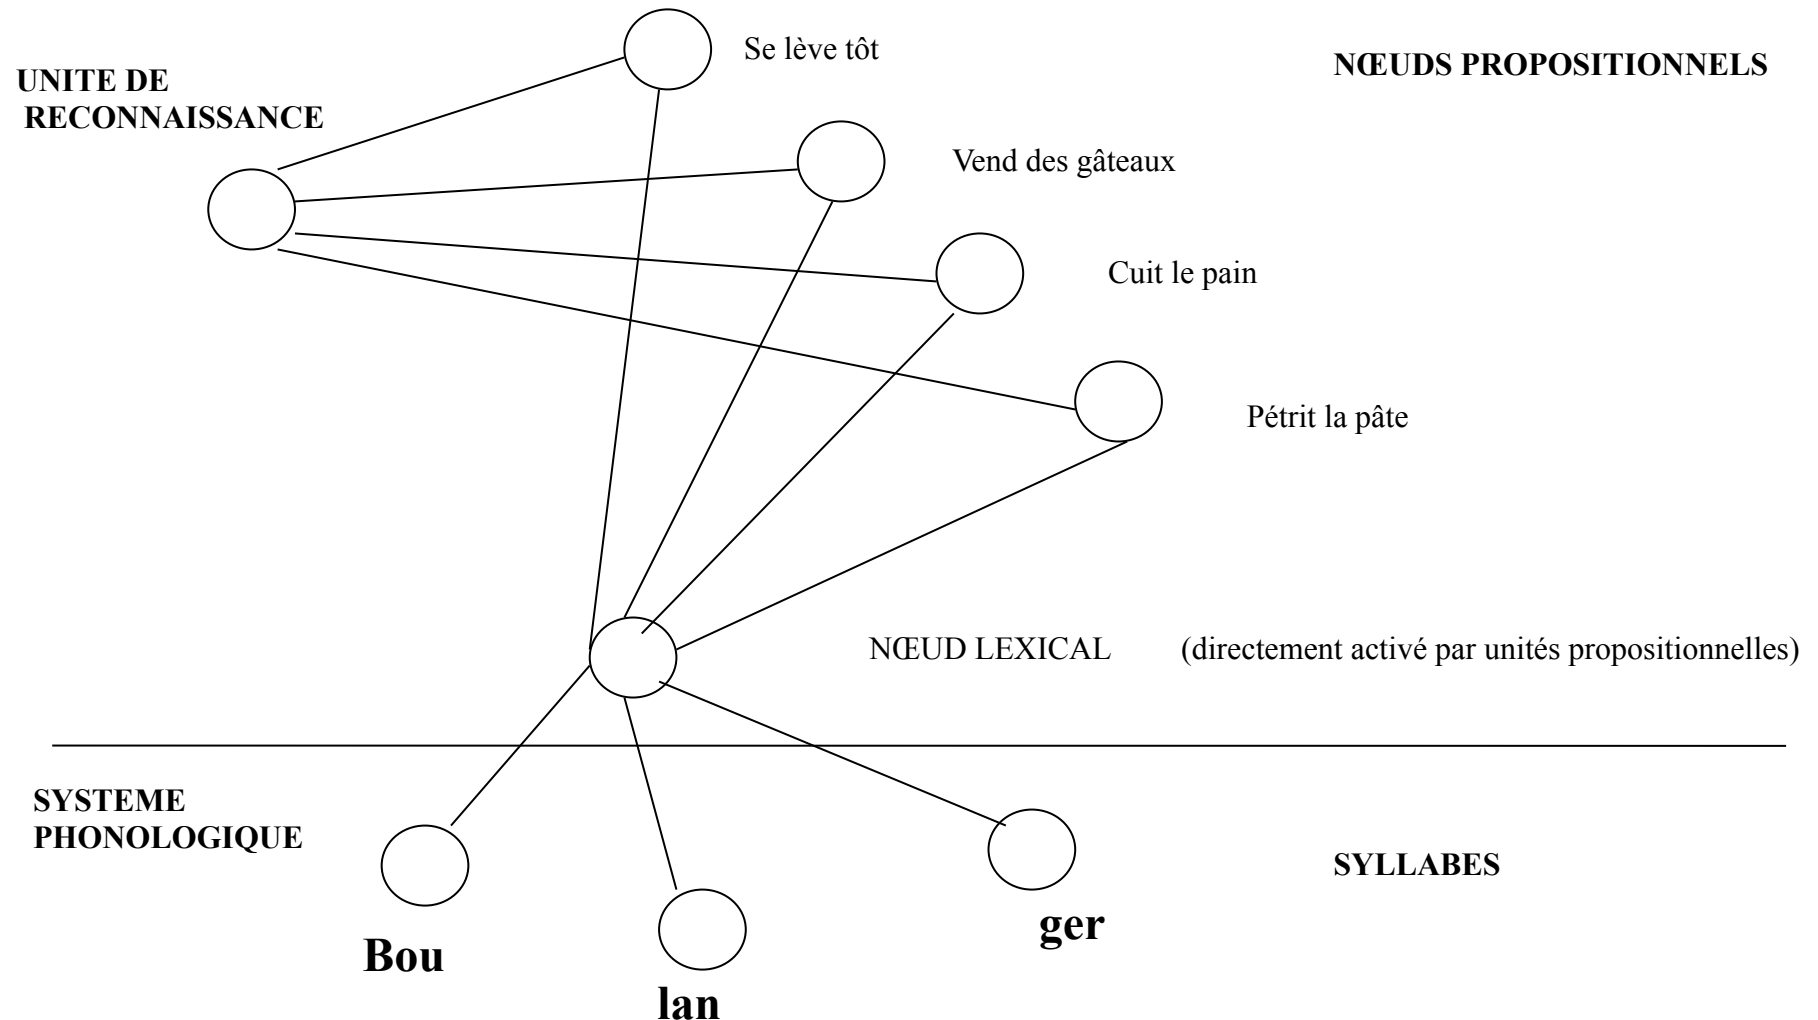 Se lève tôt
NŒUDS PROPOSITIONNELS
UNITE DE
RECONNAISSANCE
Vend des gâteaux
Cuit le pain
Pétrit la pâte
NŒUD LEXICAL (directement activé par unités propositionnelles)
SYSTEME
PHONOLOGIQUE
SYLLABES
Bou
lan
ger